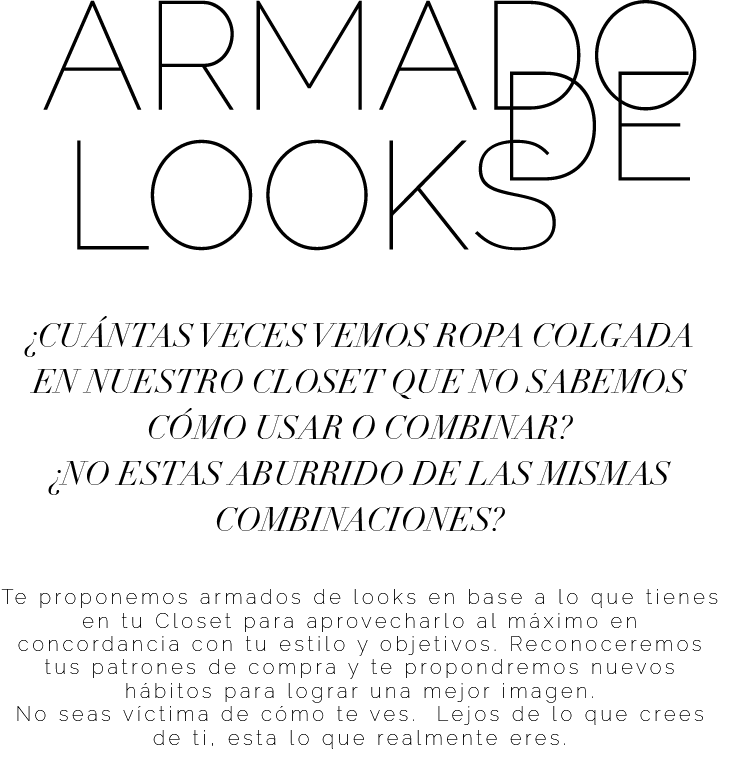 ARMADO
DE
LOOKS
¿CUÁNTAS VECES VEMOS ROPA COLGADA
EN NUESTRO CLOSET QUE NO SABEMOS
CÓMO USAR O COMBINAR?
¿NO ESTAS ABURRIDO DE LAS MISMAS
COMBINACIONES?
Te proponemos armados de looks en base a lo que tienes
en tu Closet para aprovecharlo al máximo en
concordancia con tu estilo y objetivos. Reconoceremos
tus patrones de compra y te propondremos nuevos
hábitos para lograr una mejor imagen.
No seas víctima de cómo te ves. Lejos de lo que crees
de ti, esta lo que realmente eres.